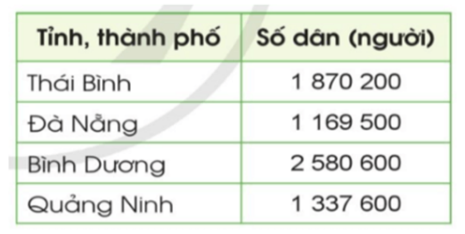 Tỉnh, thành phố Số dân (người)
Thái Bình 1 870 200
Đà Nẵng 1 169 500
Bình Dương 2 580 600
Quảng Ninh 1 337 600